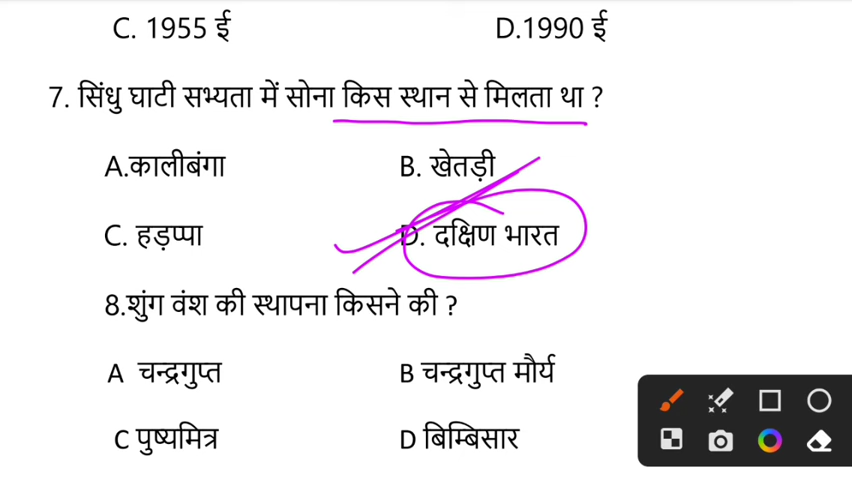 C. 1955 ई D.1990 ई
7. सिंधु घाटी सभ्यता में सोना किस स्थान से मिलता था ?
A.कालीबंगा B. खेतड़ी
C. हड़प्पा D. दक्षिण भारत
8.शुंग वंश की स्थापना किसने की ?
A चन्द्रगुप्त B चन्द्रगुप्त मौर्य
C पुष्यमित्र D बिम्बिसार